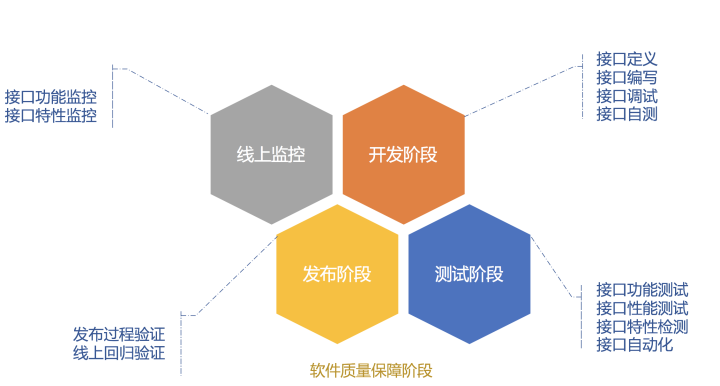 接口定义
接口编写
接口调试
接口自测
接口功能监控
接口特性监控
线上监控
开发阶段
发布阶段
测试阶段
接口功能测试
接口性能测试
接口特性检测
接口自动化
发布过程验证
线上回归验证
软件质量保障阶段